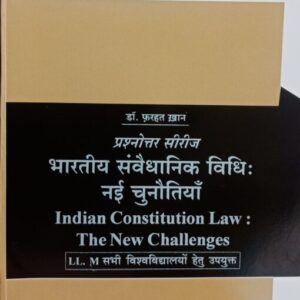 डॉ. फ़रहत ख़ान
प्रश्नोत्तर सीरीज
भारतीय संवैधानिक विधिः
नई चुनौतियाँ
Indian Constitution Law :
The New Challenges
LL. M सभी विश्वविद्यालयों हेतु उपयुक्त